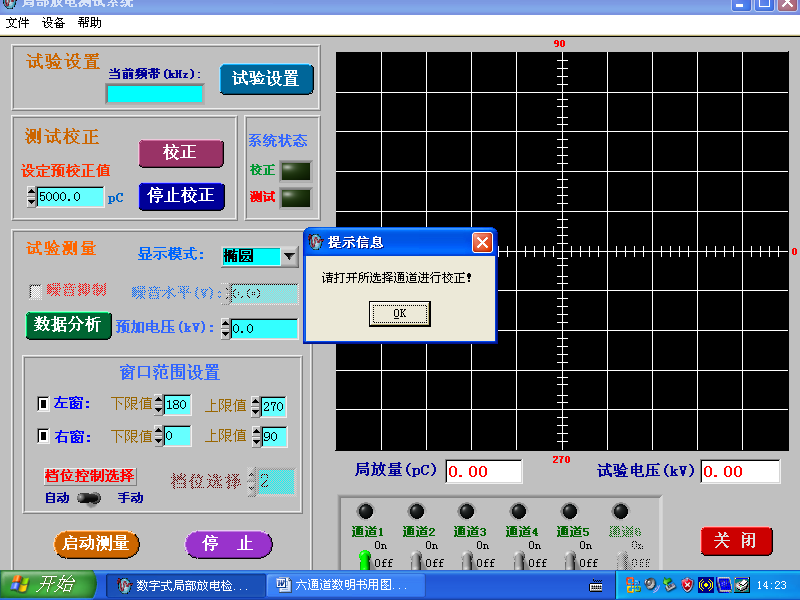 局部放电测试系统
文件 设备 帮助
试验设置
当前频带(kHz):
试验设置
测试校正
校正
设定预校正值
5000.0 pC
停止校正
系统状态
校正
测试
试验测量
显示模式: 椭圆
噪音抑制
噪音水平(V):
数据分析
预加电压(kV): 0.0
窗口范围设置
左窗: 下限值 180 上限值 270
右窗: 下限值 0 上限值 90
档位控制选择
自动 手动
档位选择 2
启动测量
停 止
90
0
270
提示信息
请打开所选择通道进行校正!
OK
局放量(pC) 0.00
试验电压(kV) 0.00
通道1 通道2 通道3 通道4 通道5 通道6
On On On On On On
Off Off Off Off Off Off
关 闭
开始
数字式局部放电检...
六通道数明书用图...
14:23